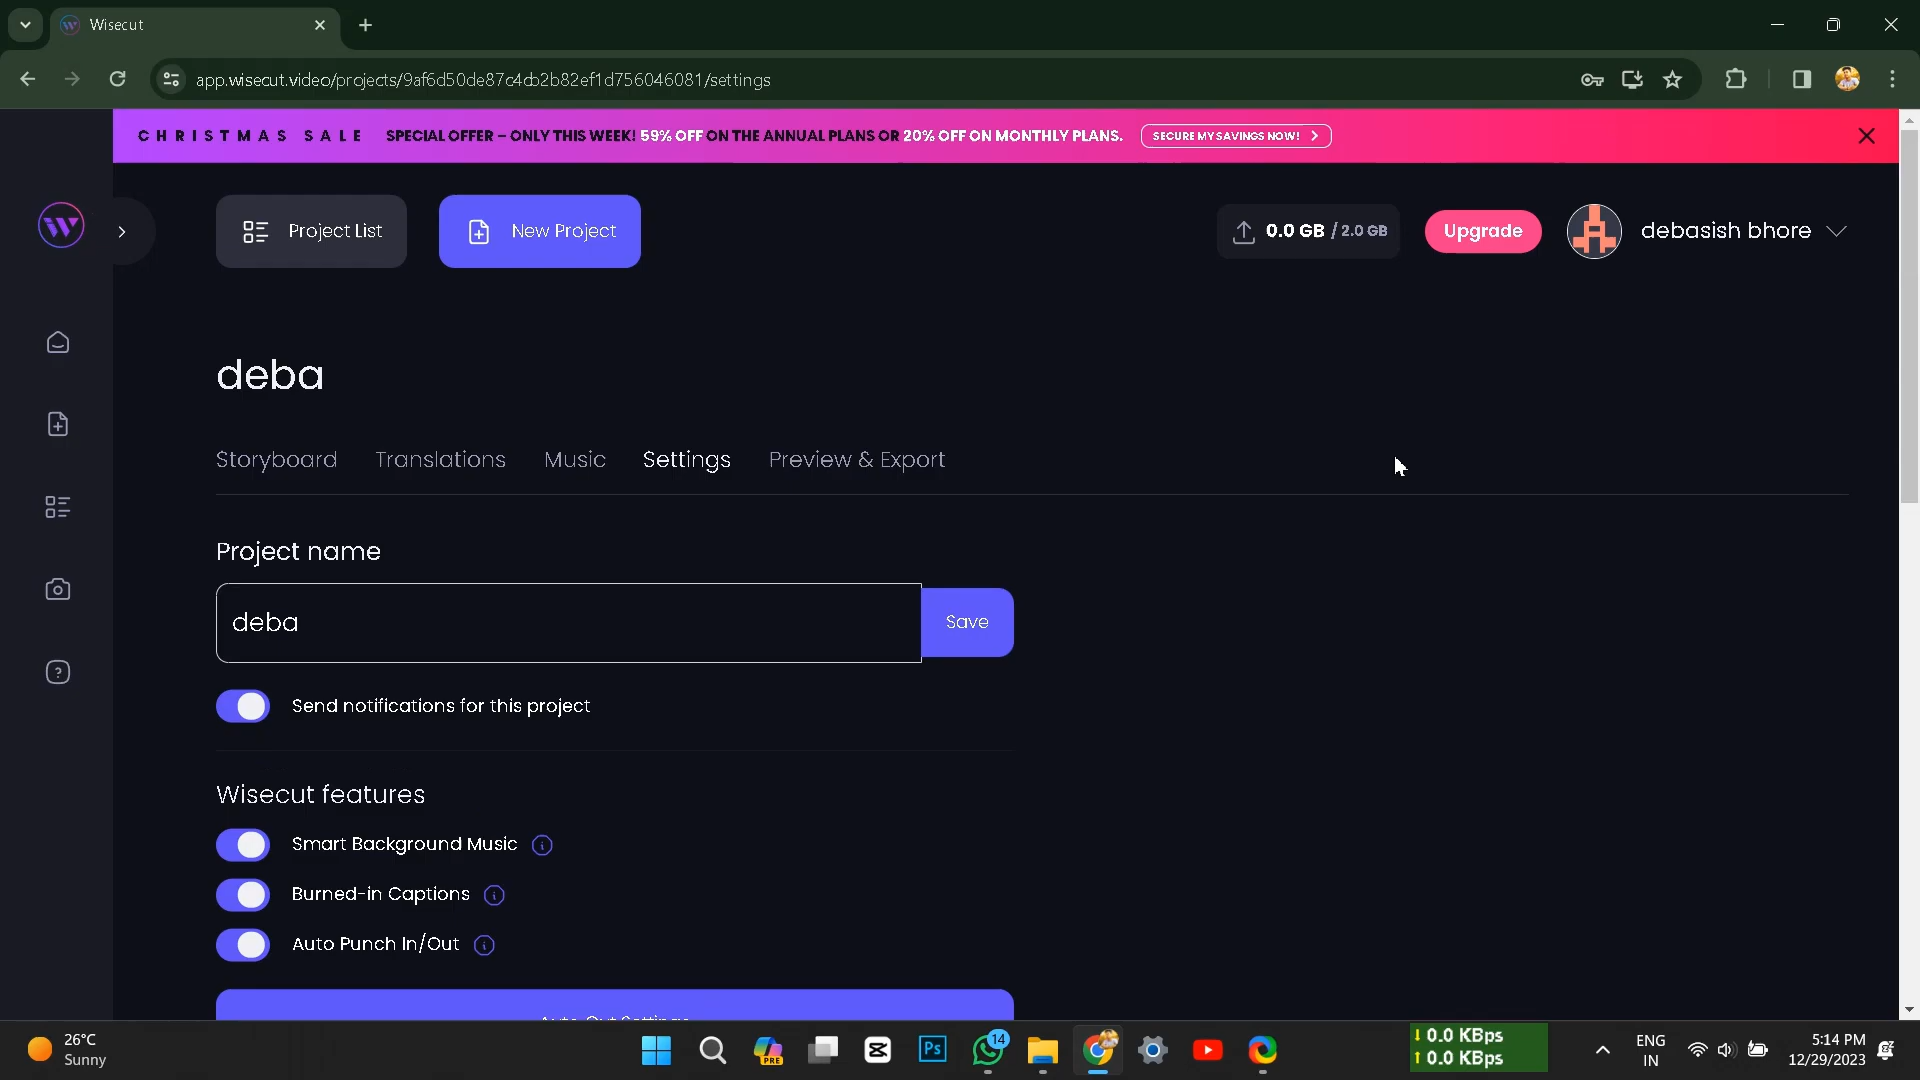 Wisecut
app.wisecut.video/projects/9af6d50de87c4cb2b82ef1d756046081/settings
CHRISTMAS SALE SPECIAL OFFER – ONLY THIS WEEK! 59% OFF ON THE ANNUAL PLANS OR 20% OFF ON MONTHLY PLANS. SECURE MY SAVINGS NOW!
Project List
New Project
0.0 GB / 2.0 GB
Upgrade
debasish bhore
deba
Storyboard Translations Music Settings Preview & Export
Project name
deba
Save
Send notifications for this project
Wisecut features
Smart Background Music
Burned-in Captions
Auto Punch In/Out
26°C
Sunny
PRE
Ps
14
0.0 KBps
0.0 KBps
ENG
IN
5:14 PM
12/29/2023